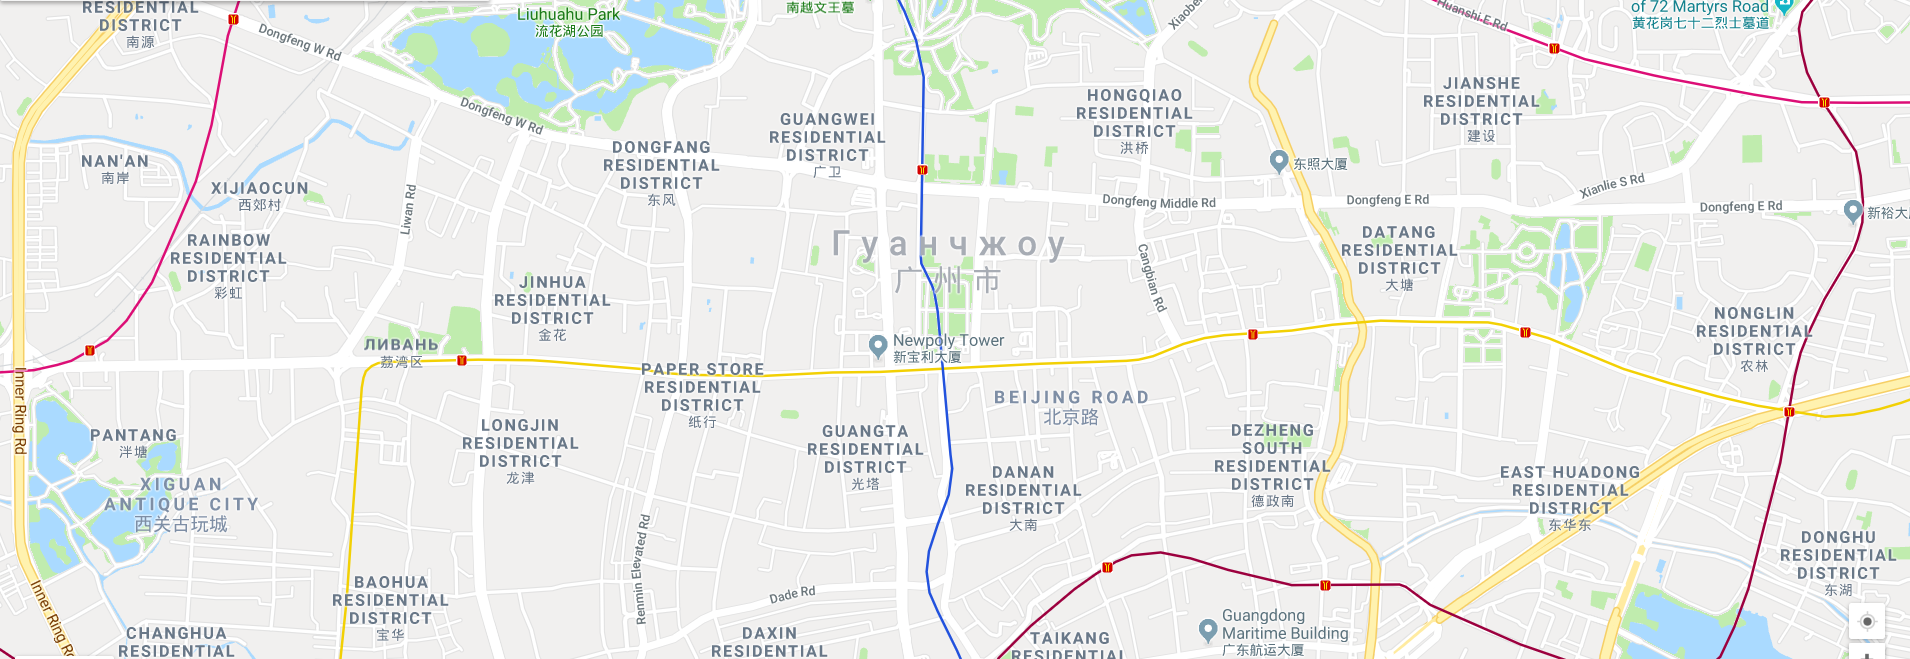 RESIDENTIAL
DISTRICT
南源
Dongfeng W Rd
Liuhuahu Park
流花湖公园
南越文王墓
Huanshi E Rd
of 72 Martyrs Road
黄花岗七十二烈士墓道
Dongfeng W Rd
NAN'AN
南岸
XIJIAOCUN
西郊村
Liwan Rd
DONGFANG
RESIDENTIAL
DISTRICT
东风
GUANGWEI
RESIDENTIAL
DISTRICT
广卫
HONGQIAO
RESIDENTIAL
DISTRICT
洪桥
东照大厦
JIANSHE
RESIDENTIAL
DISTRICT
建设
Xianlie S Rd
Dongfeng Middle Rd
Dongfeng E Rd
Dongfeng E Rd
新裕大
RAINBOW
RESIDENTIAL
DISTRICT
彩虹
JINHUA
RESIDENTIAL
DISTRICT
金花
Гуанчжоу
广州市
Cangbian Rd
DATANG
RESIDENTIAL
DISTRICT
大塘
NONGLIN
RESIDENTIAL
DISTRICT
农林
ЛИВАНЬ
荔湾区
Newpoly Tower
新宝利大厦
PAPER STORE
RESIDENTIAL
DISTRICT
纸行
BEIJING ROAD
北京路
Inner Ring Rd
PANTANG
泮塘
XIGUAN
ANTIQUE CITY
西关古玩城
LONGJIN
RESIDENTIAL
DISTRICT
龙津
GUANGTA
RESIDENTIAL
DISTRICT
光塔
DANAN
RESIDENTIAL
DISTRICT
大南
DEZHENG
SOUTH
RESIDENTIAL
DISTRICT
德政南
EAST HUADONG
RESIDENTIAL
DISTRICT
东华东
DONGHU
RESIDENTIAL
DISTRICT
东湖
Renmin Elevated Rd
BAOHUA
RESIDENTIAL
DISTRICT
宝华
Dade Rd
Inner Ring R
CHANGHUA
RESIDENTIAL
DAXIN
RESIDENTIAL
TAIKANG
RESIDENTIAL
Guangdong
Maritime Building
广东航运大厦